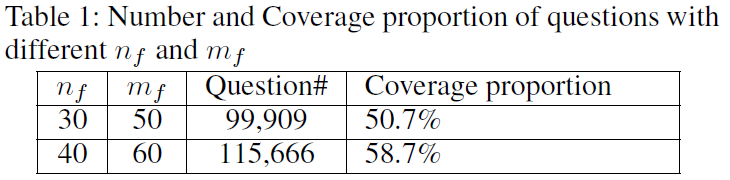 Table 1: Number and Coverage proportion of questions with
different n_f and m_f
n_f m_f Question# Coverage proportion
30 50 99,909 50.7%
40 60 115,666 58.7%